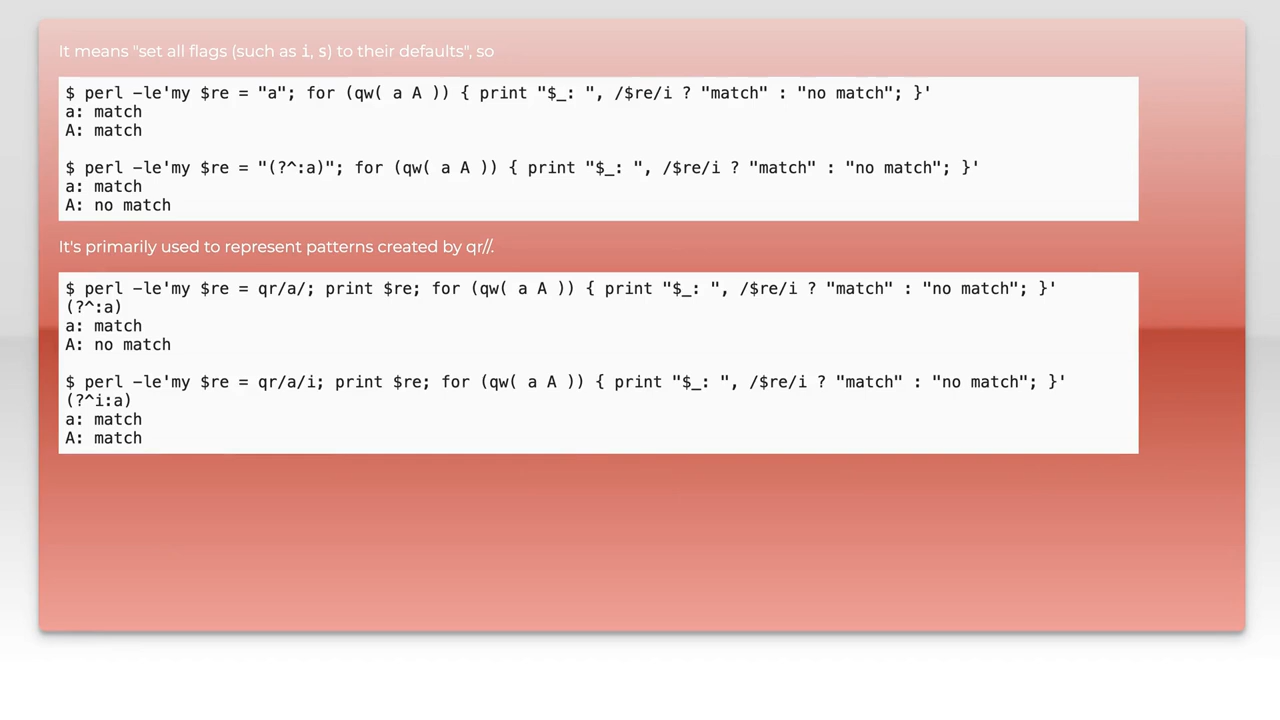 It means "set all flags (such as i, s) to their defaults", so
$ perl -le'my $re = "a"; for (qw( a A )) { print "$_: ", /$re/i ? "match" : "no match"; }'
a: match
A: match
$ perl -le'my $re = "(?^:a)"; for (qw( a A )) { print "$_: ", /$re/i ? "match" : "no match"; }'
a: match
A: no match
It's primarily used to represent patterns created by qr//.
$ perl -le'my $re = qr/a/; print $re; for (qw( a A )) { print "$_: ", /$re/i ? "match" : "no match"; }'
(?^:a)
a: match
A: no match
$ perl -le'my $re = qr/a/i; print $re; for (qw( a A )) { print "$_: ", /$re/i ? "match" : "no match"; }'
(?^i:a)
a: match
A: match